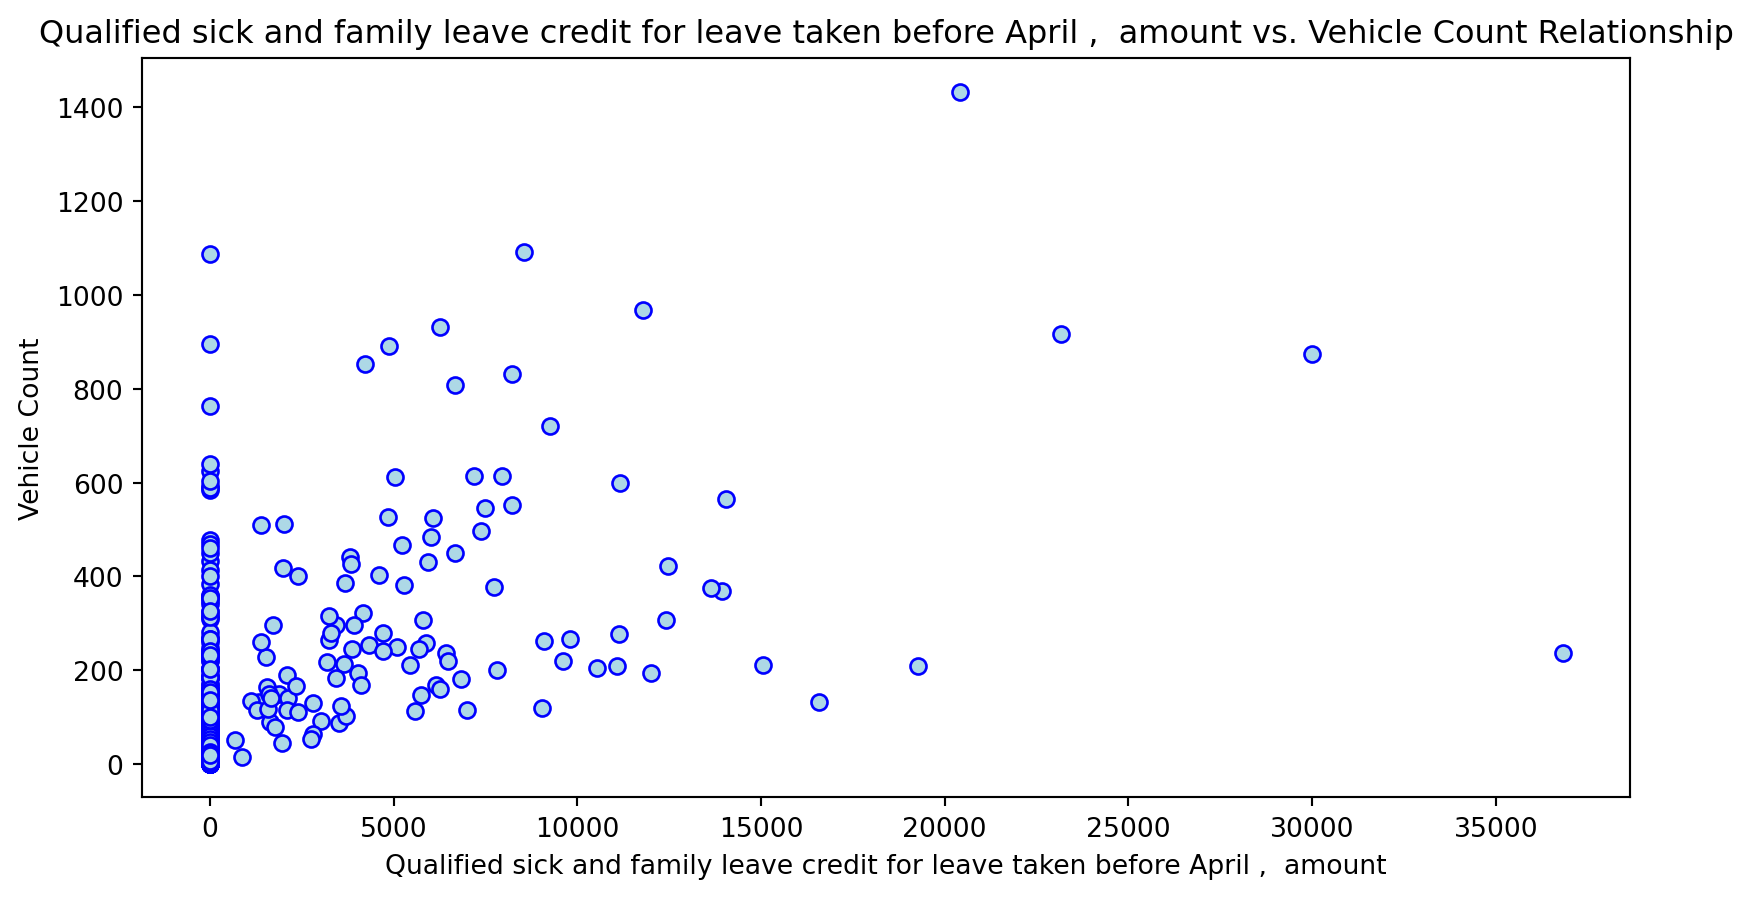 Qualified sick and family leave credit for leave taken before April ,  amount vs. Vehicle Count Relationship
1400
1200
1000
800
600
400
200
0
Vehicle Count
0 5000 10000 15000 20000 25000 30000 35000
Qualified sick and family leave credit for leave taken before April ,  amount